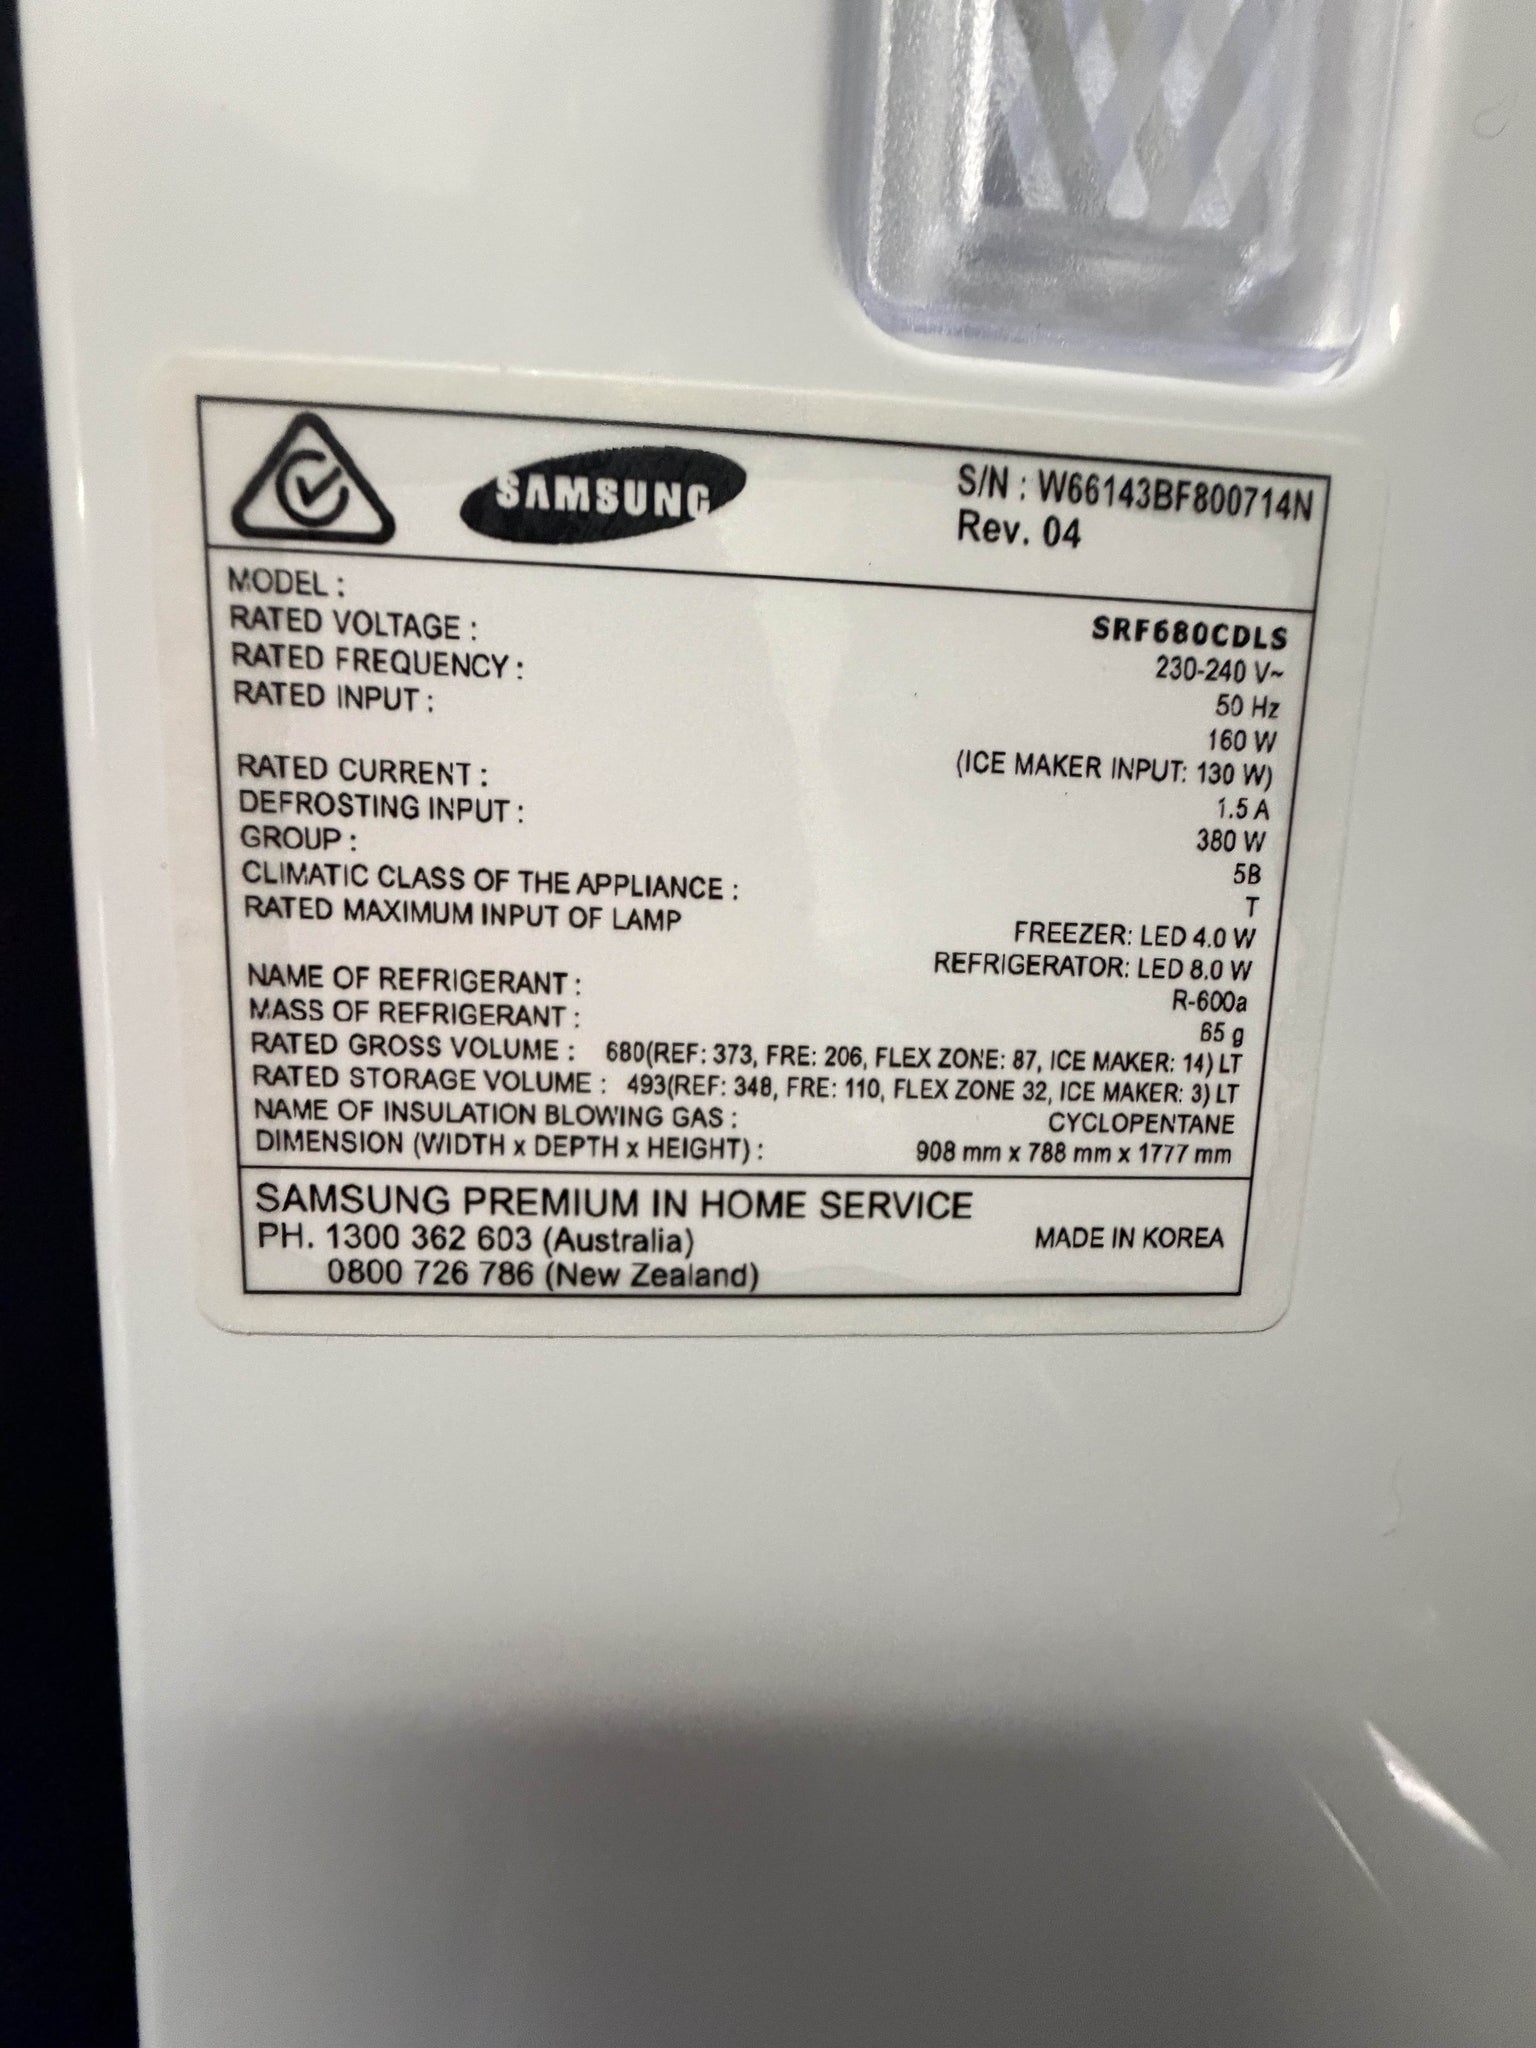 SAMSUNG
S/N : W66143BF800714N
Rev. 04
MODEL : SRF680CDLS
RATED VOLTAGE : 230-240 V~
RATED FREQUENCY : 50 Hz
RATED INPUT : 160 W
(ICE MAKER INPUT: 130 W)
RATED CURRENT : 1.5 A
DEFROSTING INPUT : 380 W
GROUP : 5B
CLIMATIC CLASS OF THE APPLIANCE : T
RATED MAXIMUM INPUT OF LAMP FREEZER: LED 4.0 W
REFRIGERATOR: LED 8.0 W
NAME OF REFRIGERANT : R-600a
MASS OF REFRIGERANT : 65 g
RATED GROSS VOLUME : 680(REF: 373, FRE: 206, FLEX ZONE: 87, ICE MAKER: 14) LT
RATED STORAGE VOLUME : 493(REF: 348, FRE: 110, FLEX ZONE 32, ICE MAKER: 3) LT
NAME OF INSULATION BLOWING GAS : CYCLOPENTANE
DIMENSION (WIDTH x DEPTH x HEIGHT) : 908 mm x 788 mm x 1777 mm
SAMSUNG PREMIUM IN HOME SERVICE
PH. 1300 362 603 (Australia) MADE IN KOREA
0800 726 786 (New Zealand)